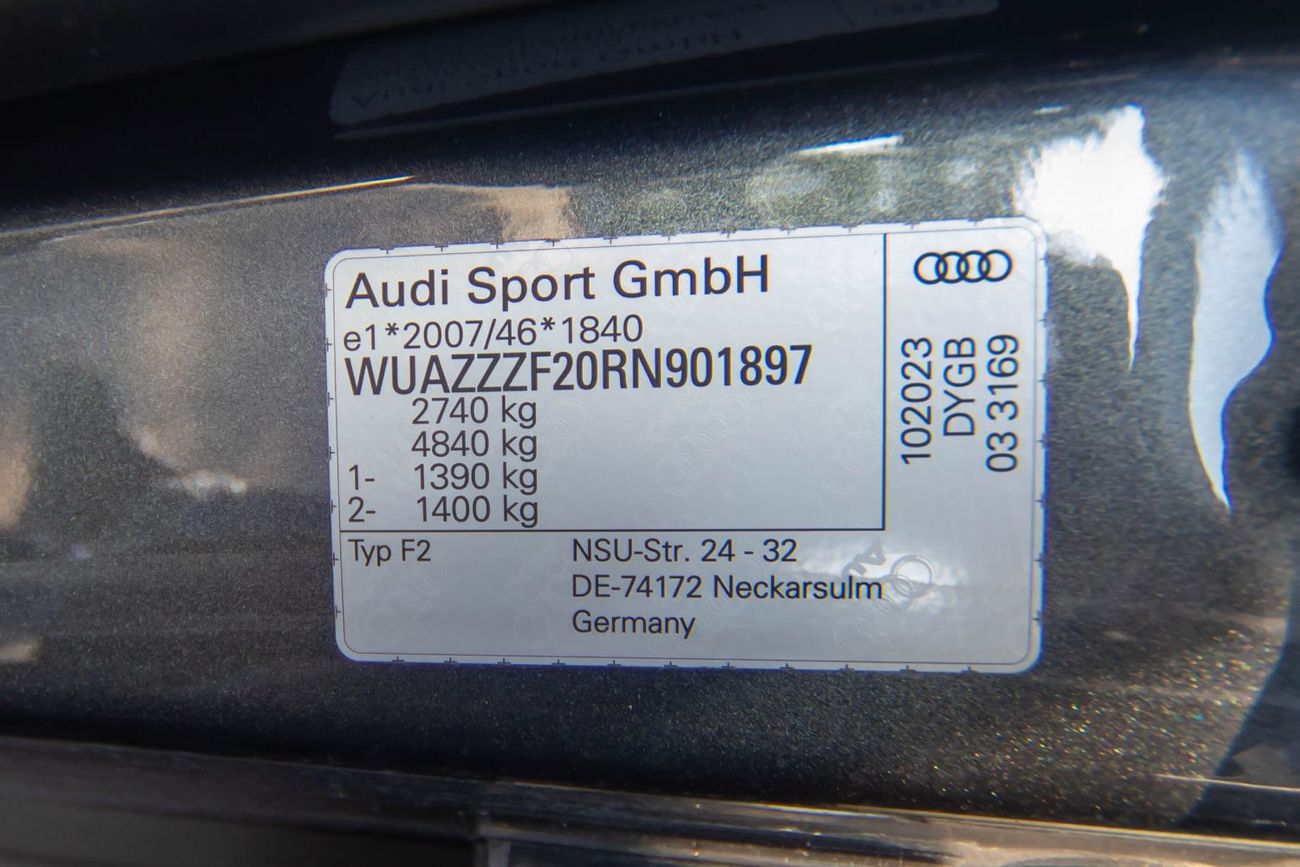 Audi Sport GmbH
e1*2007/46*1840
WUAZZZF20RN901897
2740 kg
4840 kg
1- 1390 kg
2- 1400 kg
102023
DYGB
03 3169
Typ F2
NSU-Str. 24 - 32
DE-74172 Neckarsulm
Germany